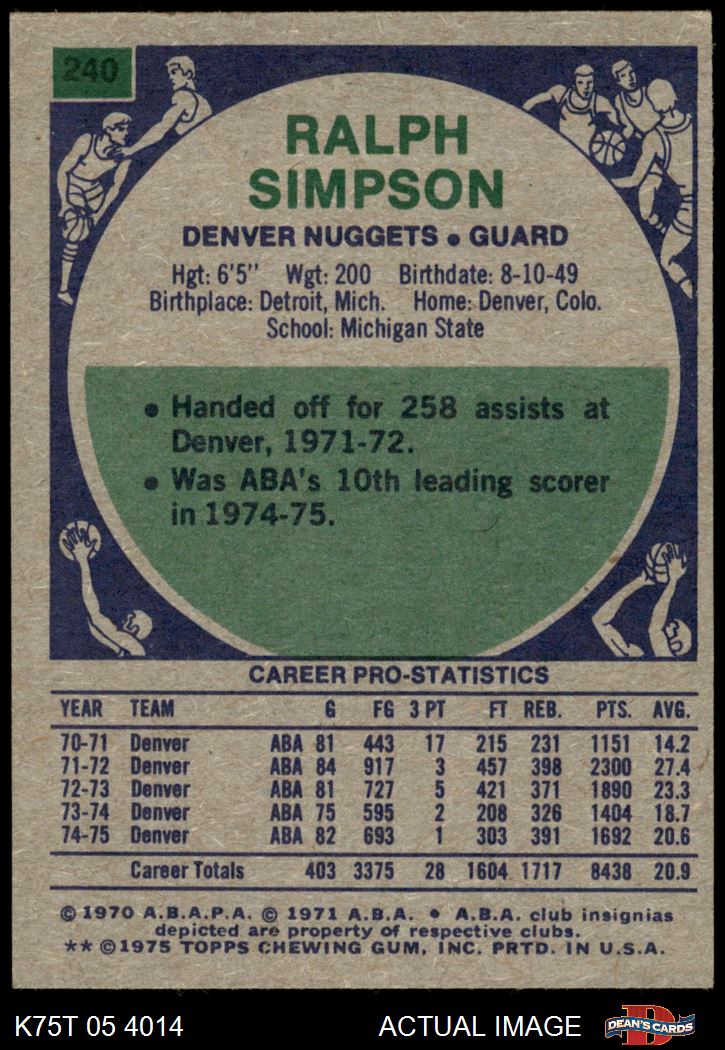 240
RALPH
SIMPSON
DENVER NUGGETS • GUARD
Hgt: 6'5" Wgt: 200 Birthdate: 8-10-49
Birthplace: Detroit, Mich. Home: Denver, Colo.
School: Michigan State
• Handed off for 258 assists at
Denver, 1971-72.
• Was ABA's 10th leading scorer
in 1974-75.
CAREER PRO-STATISTICS
YEAR TEAM G FG 3 PT FT REB. PTS. AVG.
70-71 Denver ABA 81 443 17 215 231 1151 14.2
71-72 Denver ABA 84 917 3 457 398 2300 27.4
72-73 Denver ABA 81 727 5 421 371 1890 23.3
73-74 Denver ABA 75 595 2 208 326 1404 18.7
74-75 Denver ABA 82 693 1 303 391 1692 20.6
Career Totals 403 3375 28 1604 1717 8438 20.9
© 1970 A.B.A.P.A. © 1971 A.B.A. • A.B.A. club insignias
depicted are property of respective clubs.
** © 1975 TOPPS CHEWING GUM, INC. PRTD. IN U.S.A.
K75T 05 4014 ACTUAL IMAGE D DEAN'S CARDS